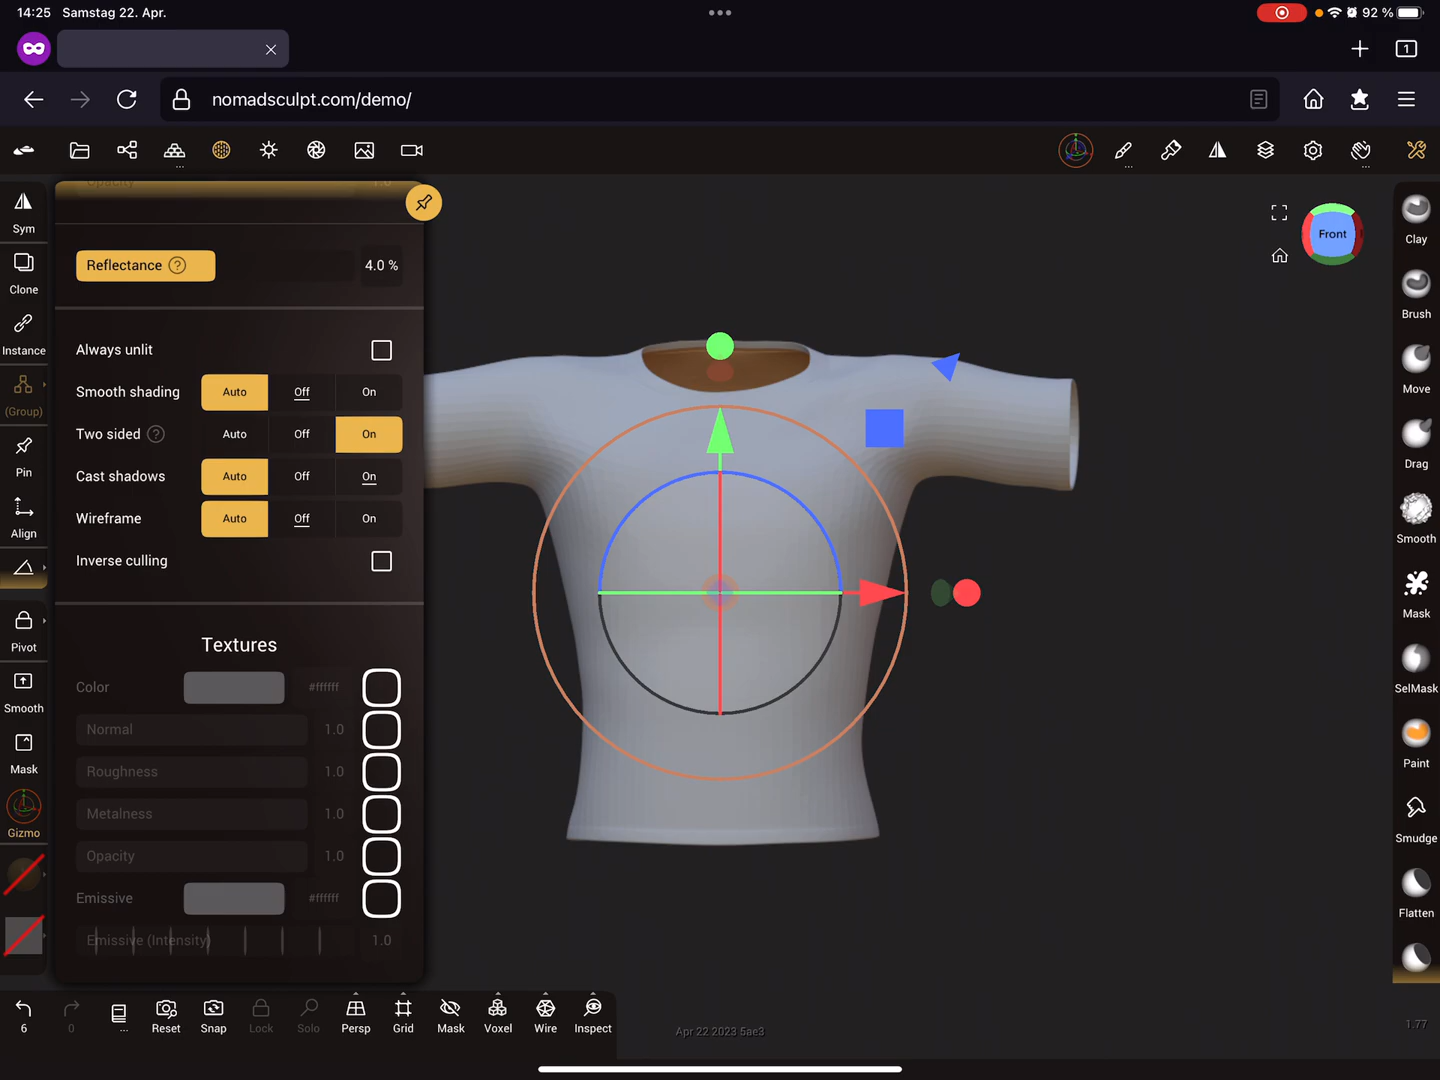 14:25 Samstag 22. Apr.
92 %
1
nomadsculpt.com/demo/
Opacity 1.0
Reflectance ? 4.0 %
Always unlit
Smooth shading Auto Off On
Two sided ? Auto Off On
Cast shadows Auto Off On
Wireframe Auto Off On
Inverse culling
Textures
Color #ffffff
Normal 1.0
Roughness 1.0
Metalness 1.0
Opacity 1.0
Emissive #ffffff
Emissive (Intensity) 1.0
Sym
Clone
Instance
(Group)
Pin
Align
Pivot
Smooth
Mask
Gizmo
Front
Clay
Brush
Move
Drag
Smooth
Mask
SelMask
Paint
Smudge
Flatten
6 0 ... Reset Snap Lock Solo Persp Grid Mask Voxel Wire Inspect
Apr 22 2023 5ae3
1.77